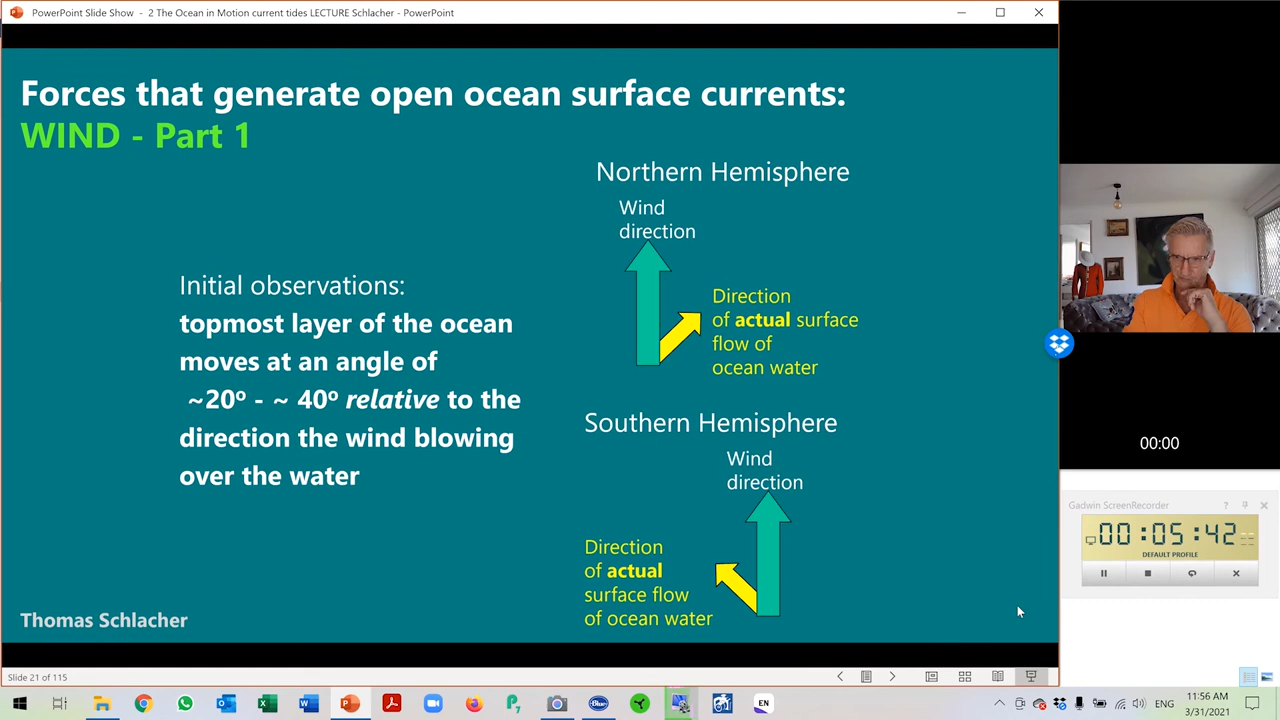 PowerPoint Slide Show - 2 The Ocean in Motion current tides LECTURE Schlacher - PowerPoint
Forces that generate open ocean surface currents:
WIND - Part 1
Northern Hemisphere
Wind
direction
Direction
of actual surface
flow of
ocean water
Initial observations:
topmost layer of the ocean
moves at an angle of
~20º - ~ 40º relative to the
direction the wind blowing
over the water
Southern Hemisphere
Wind
direction
Direction
of actual
surface flow
of ocean water
Thomas Schlacher
00:00
Gadwin ScreenRecorder
00:05:42
DEFAULT PROFILE
Slide 21 of 115
ENG
EN
11:56 AM
3/31/2021